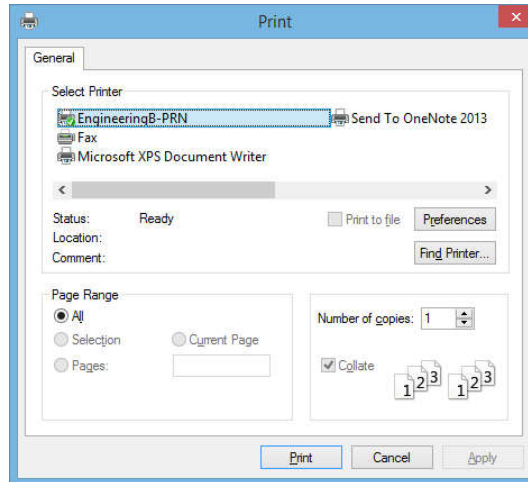 Print
General
Select Printer
EngineeringB-PRN
Send To OneNote 2013
Fax
Microsoft XPS Document Writer
Status: Ready
Print to file
Preferences
Location:
Comment:
Find Printer...
Page Range
All
Selection
Current Page
Pages:
Number of copies: 1
Collate
1 2 3 1 2 3
Print
Cancel
Apply